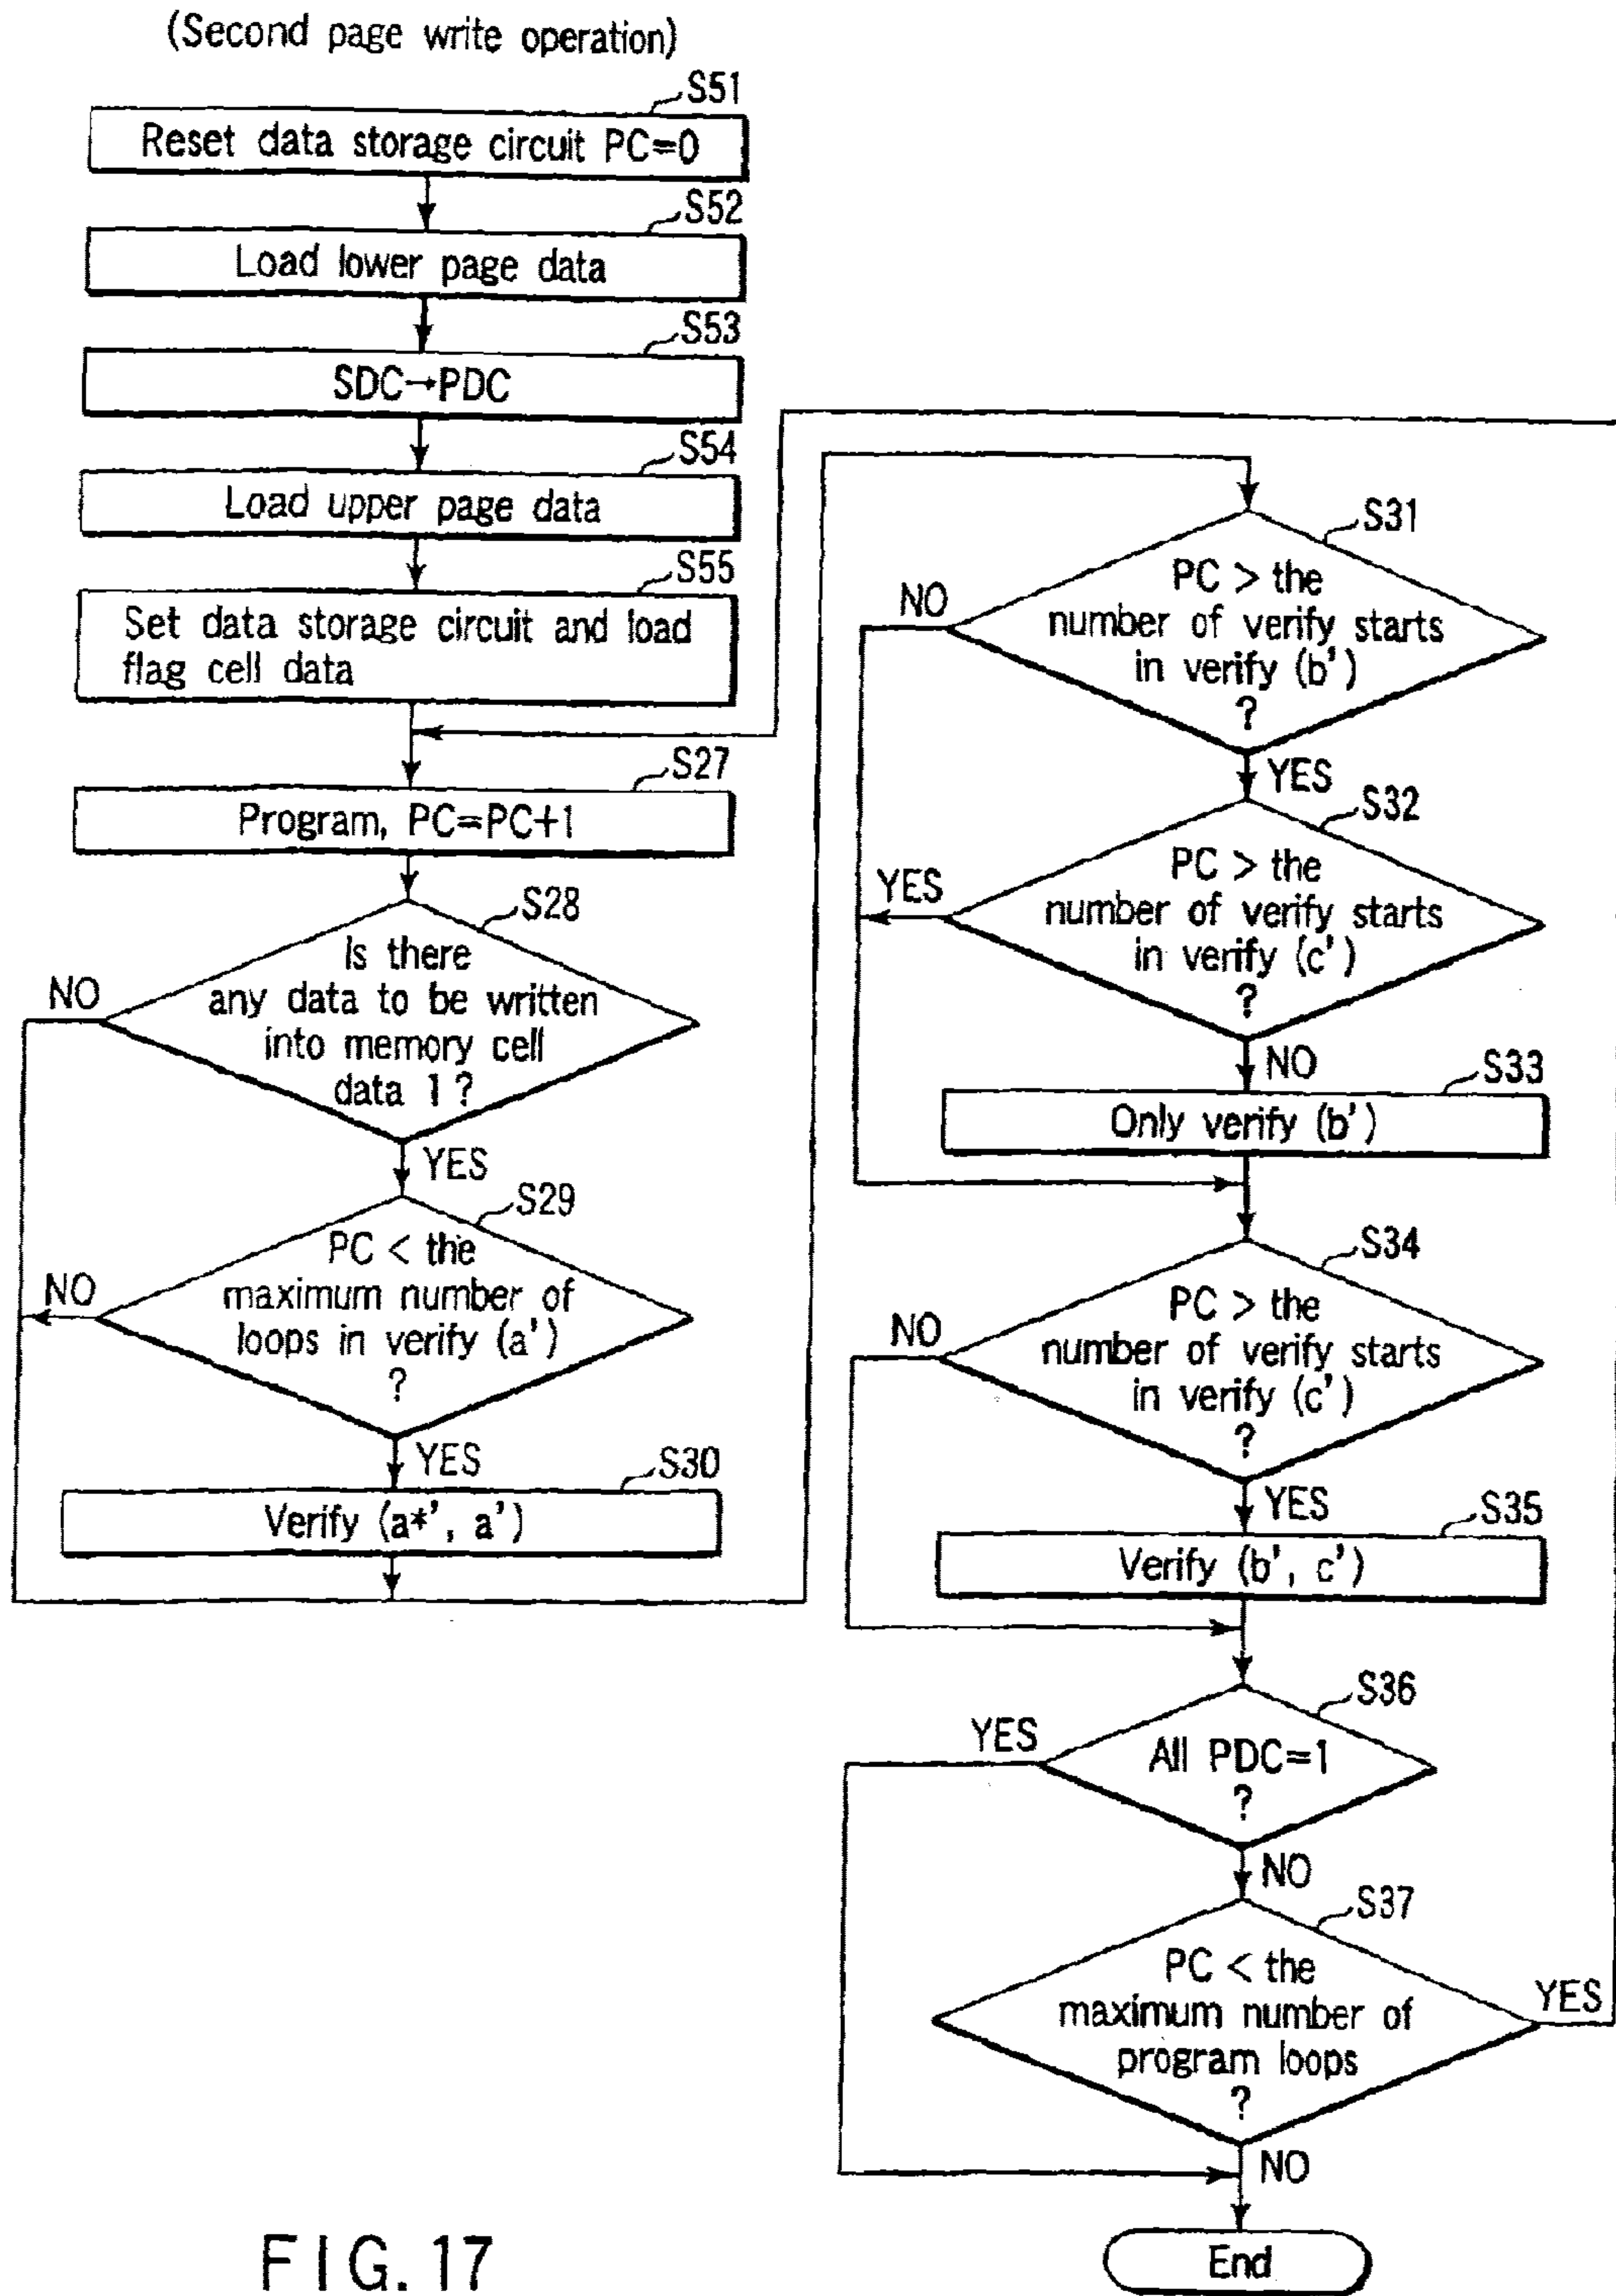 (Second page write operation)
S51
Reset data storage circuit PC=0
S52
Load lower page data
S53
SDC→PDC
S54
Load upper page data
S55
Set data storage circuit and load
flag cell data
S27
Program, PC=PC+1
S28
Is there
any data to be written
into memory cell
data 1?
NO
YES
S29
PC < the
maximum number of
loops in verify (a')
?
NO
YES
S30
Verify (a*', a')
S31
PC > the
number of verify starts
in verify (b')
?
NO
YES
S32
PC > the
number of verify starts
in verify (c')
?
YES
NO
S33
Only verify (b')
S34
PC > the
number of verify starts
in verify (c')
?
NO
YES
S35
Verify (b', c')
S36
All PDC=1
?
YES
NO
S37
PC < the
maximum number of
program loops
?
YES
NO
End
FIG. 17